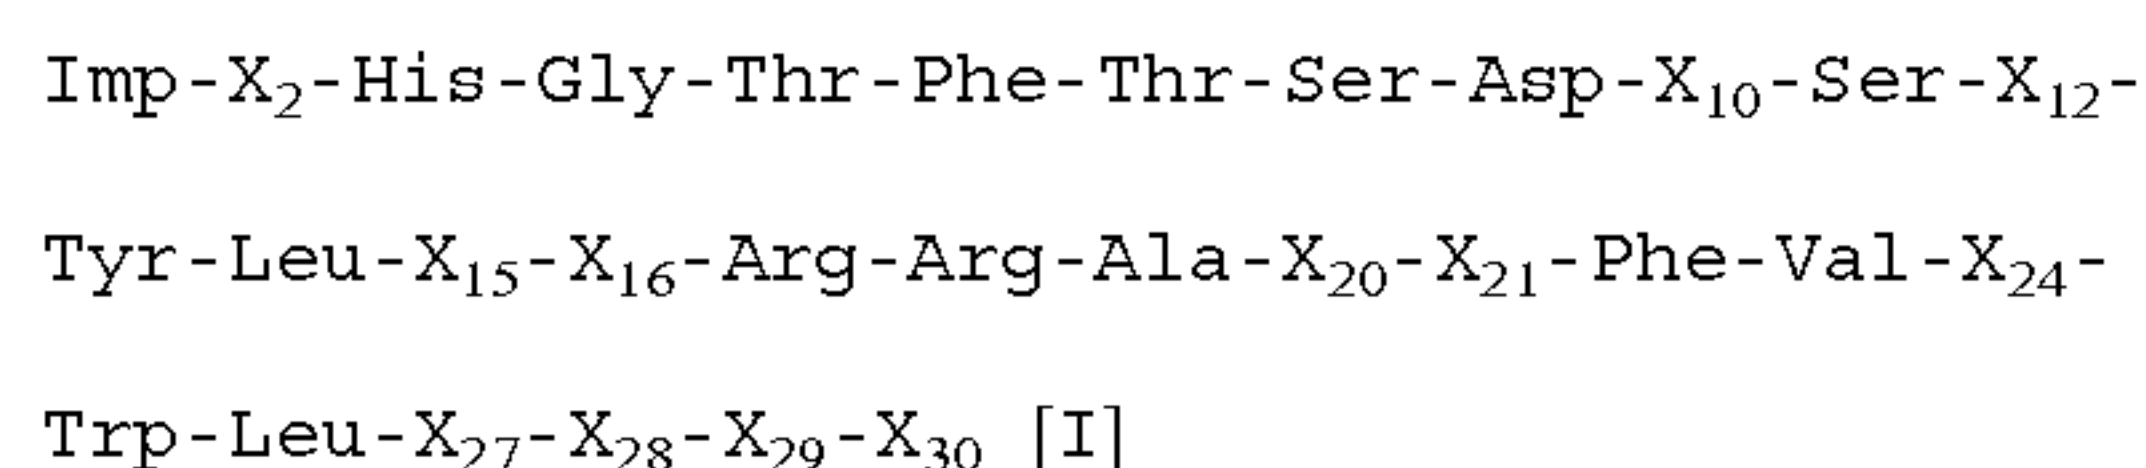 Imp-X₂-His-Gly-Thr-Phe-Thr-Ser-Asp-X₁₀-Ser-X₁₂-
Tyr-Leu-X₁₅-X₁₆-Arg-Arg-Ala-X₂₀-X₂₁-Phe-Val-X₂₄-
Trp-Leu-X₂₇-X₂₈-X₂₉-X₃₀ [I]